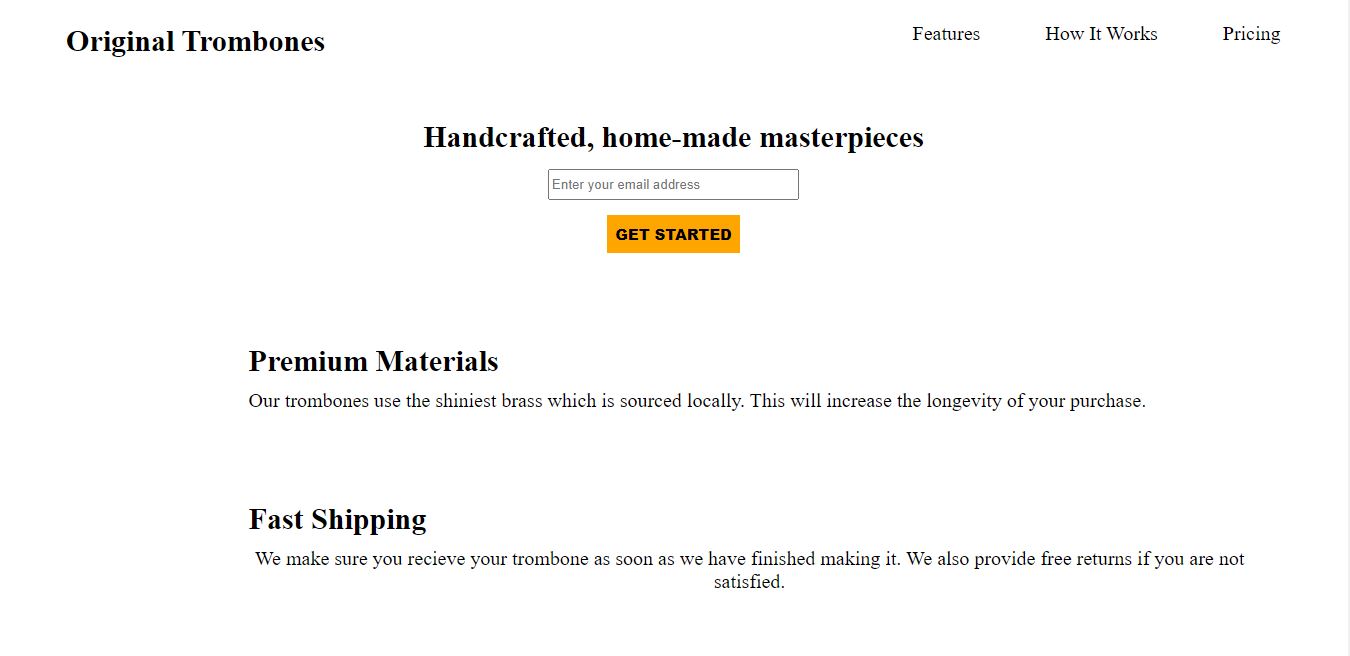 Original Trombones
Features How It Works Pricing
Handcrafted, home-made masterpieces
Enter your email address
GET STARTED
Premium Materials
Our trombones use the shiniest brass which is sourced locally. This will increase the longevity of your purchase.
Fast Shipping
We make sure you recieve your trombone as soon as we have finished making it. We also provide free returns if you are not
satisfied.